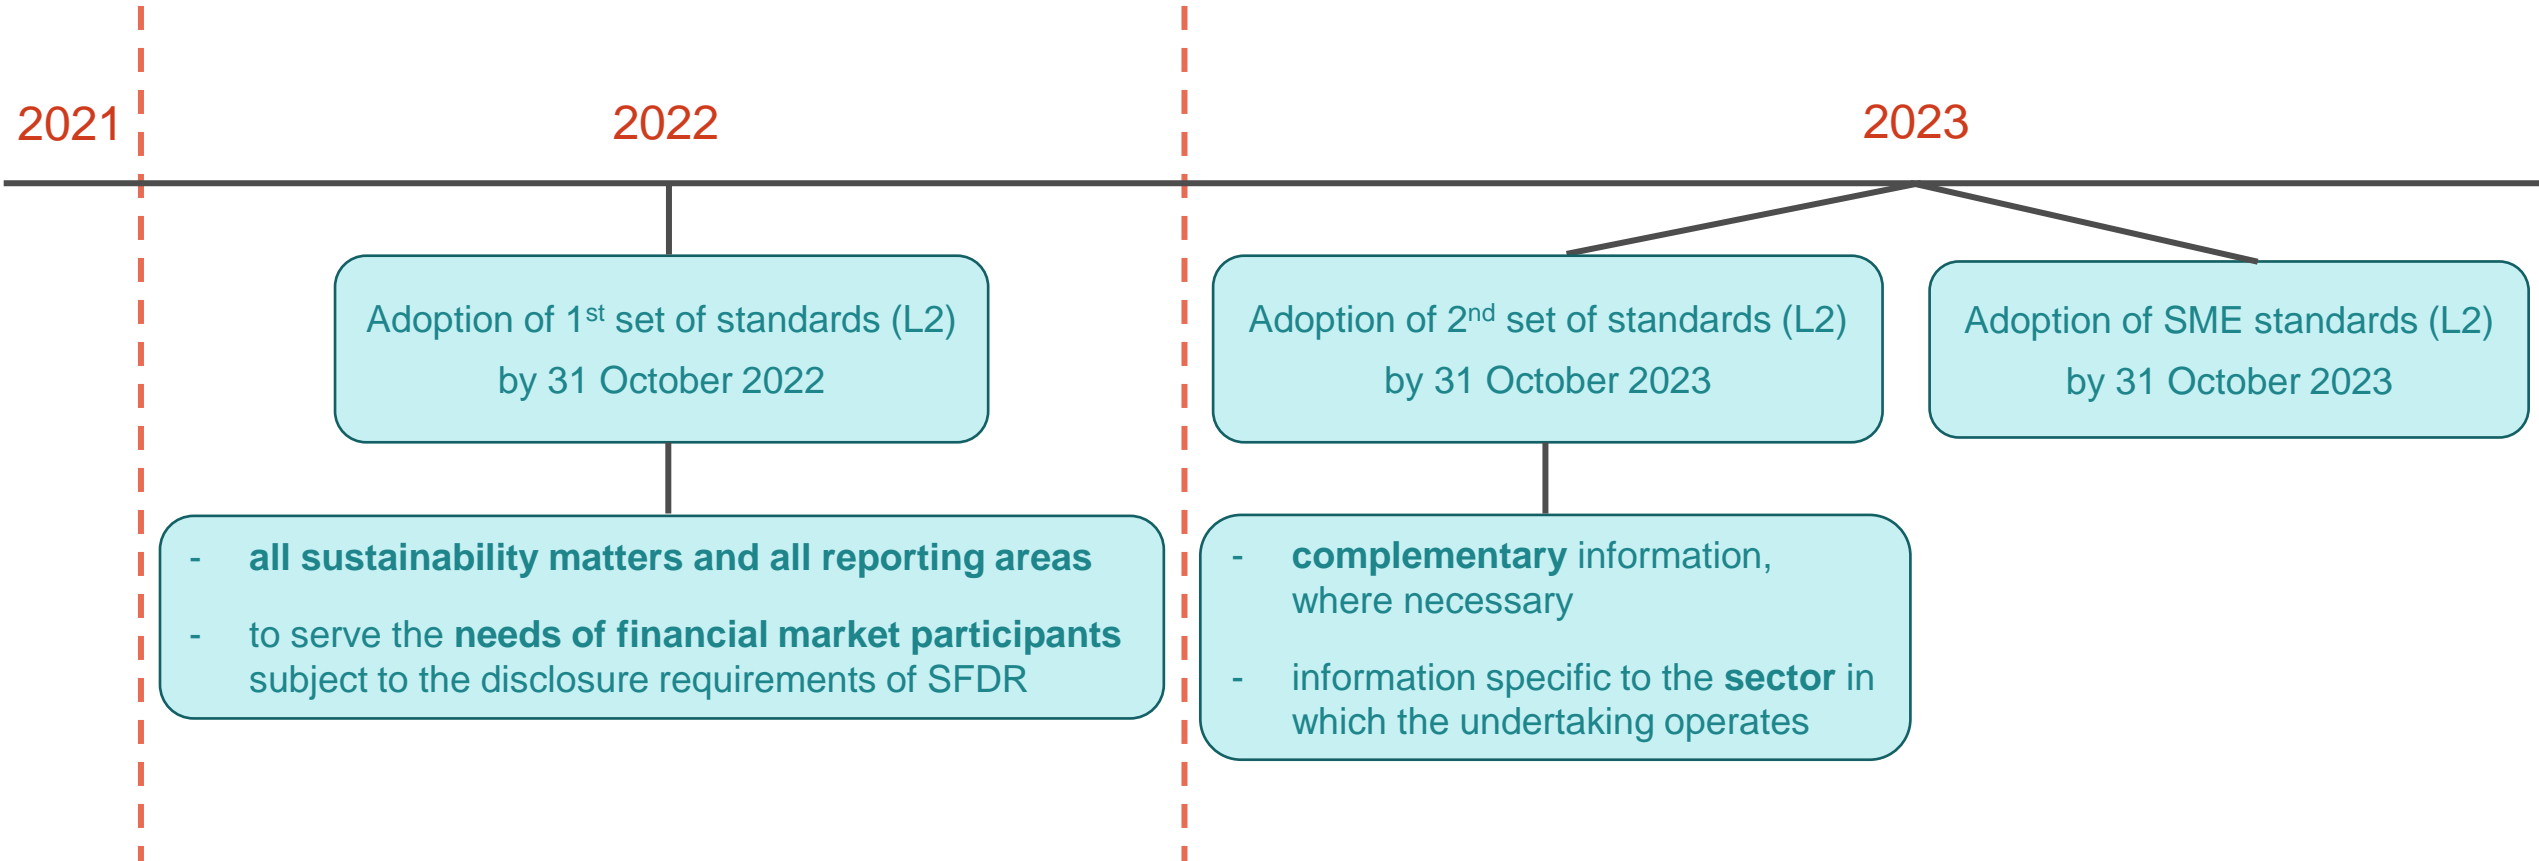 2021
2022
2023
Adoption of 1st set of standards (L2)
by 31 October 2022
Adoption of 2nd set of standards (L2)
by 31 October 2023
Adoption of SME standards (L2)
by 31 October 2023
- all sustainability matters and all reporting areas
- to serve the needs of financial market participants
subject to the disclosure requirements of SFDR
- complementary information,
where necessary
- information specific to the sector in
which the undertaking operates